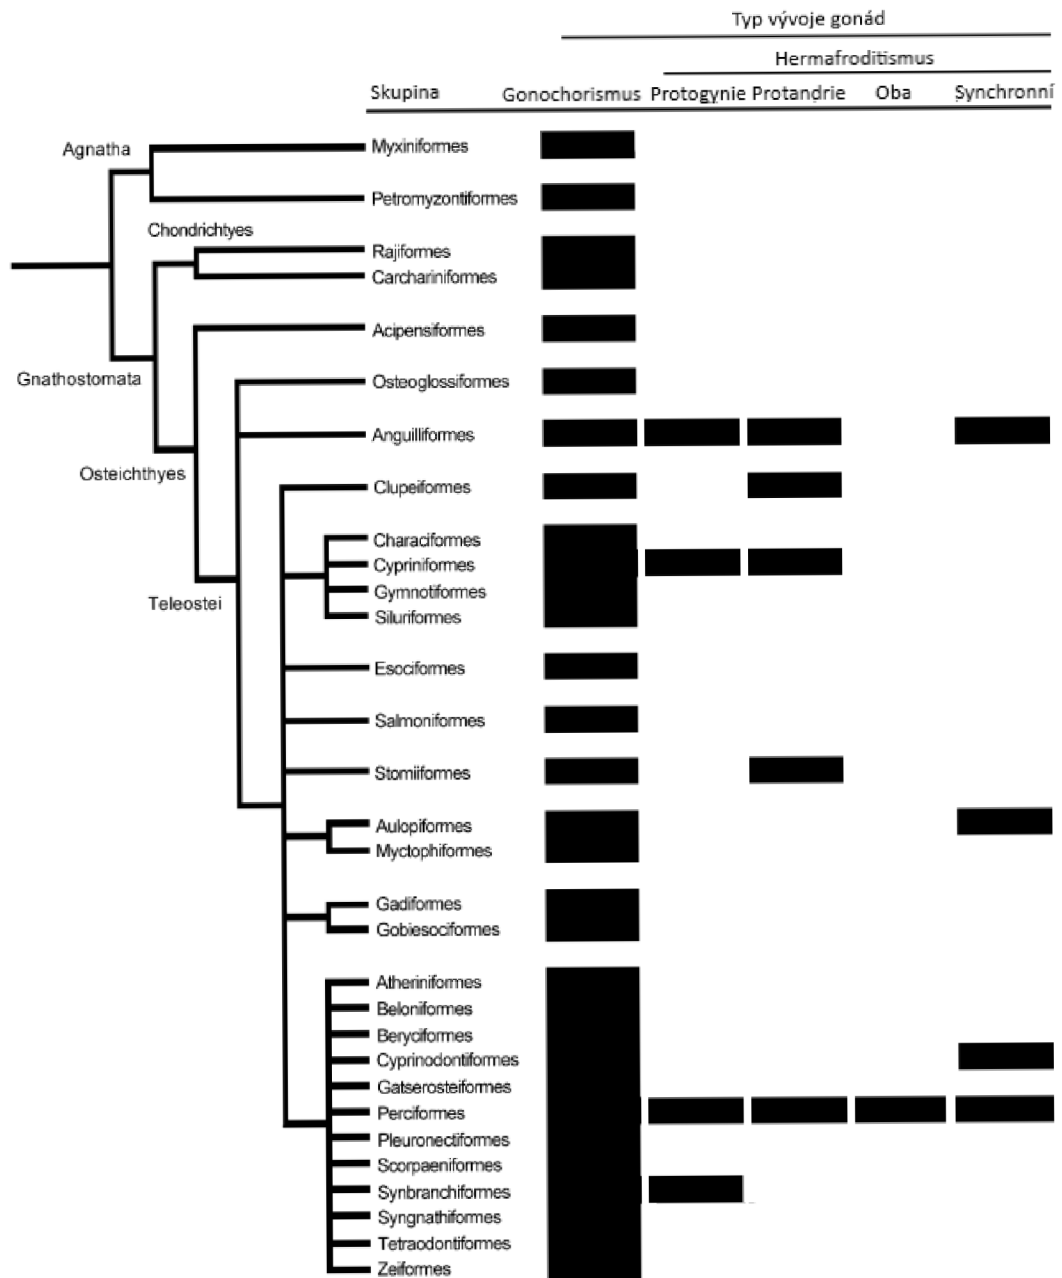 Typ vývoje gonád
Hermafroditismus
Skupina Gonochorismus Protogynie Protandrie Oba Synchronní
Agnatha
Myxiniformes
Petromyzontiformes
Chondrichtyes
Rajiformes
Carchariniformes
Acipensiformes
Gnathostomata
Osteoglossiformes
Anguilliformes
Osteichthyes
Clupeiformes
Characiformes
Cypriniformes
Gymnotiformes
Teleostei
Siluriformes
Esociformes
Salmoniformes
Stomiiformes
Aulopiformes
Myctophiformes
Gadiformes
Gobiesociformes
Atheriniformes
Beloniformes
Beryciformes
Cyprinodontiformes
Gatserosteiformes
Perciformes
Pleuronectiformes
Scorpaeniformes
Synbranchiformes
Syngnathiformes
Tetraodontiformes
Zeiformes